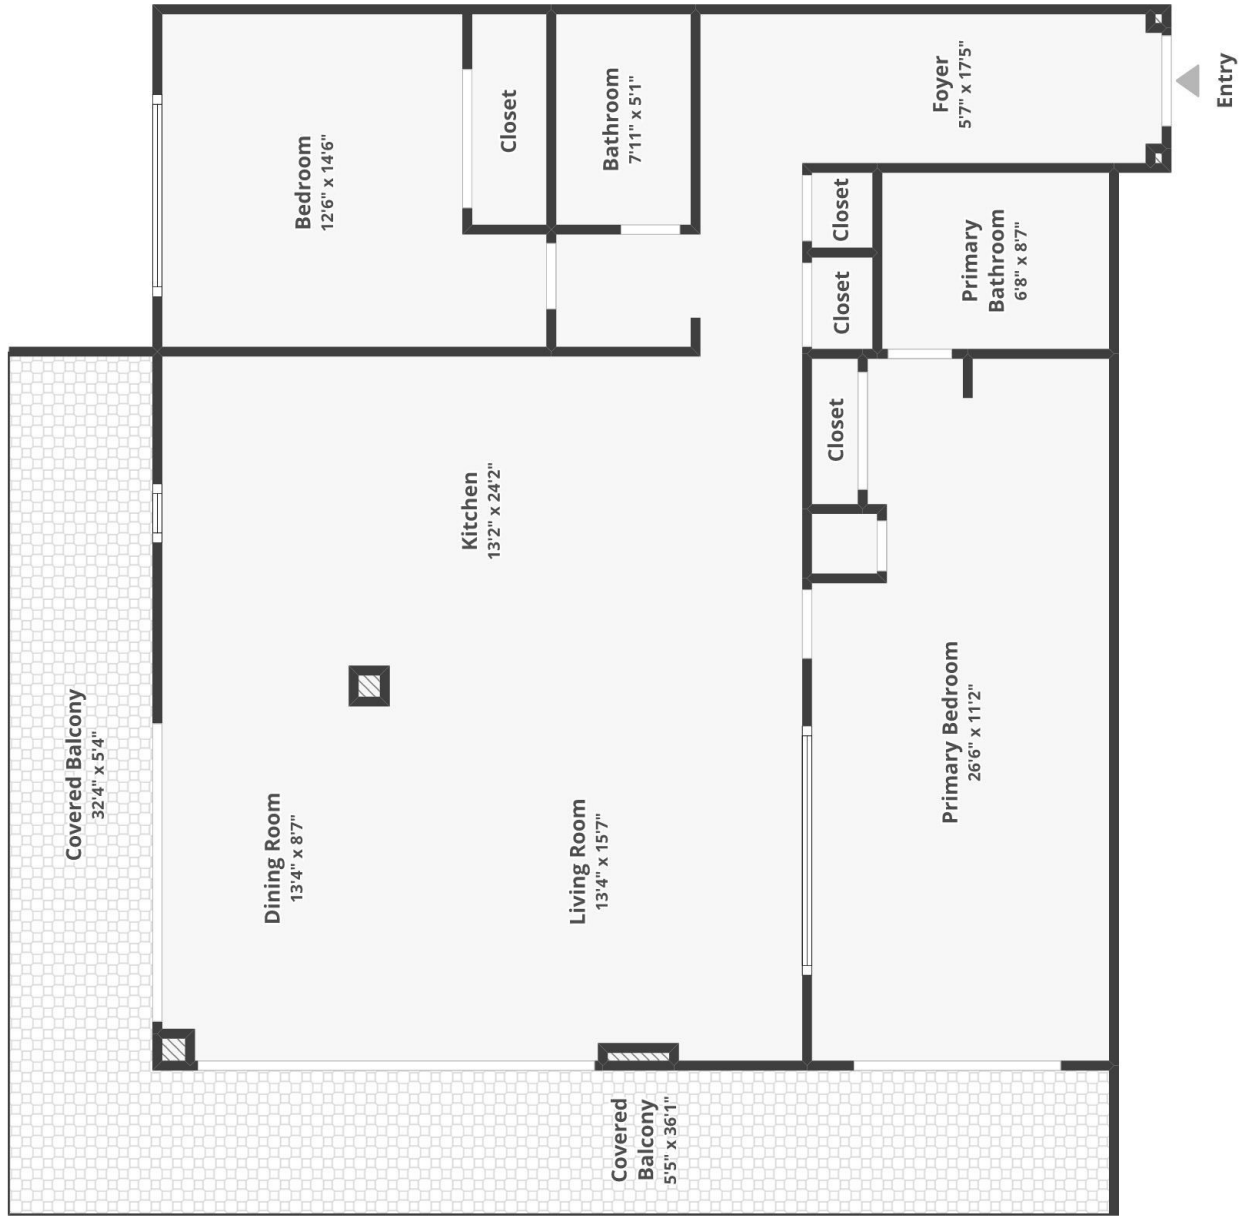 Entry
Foyer
5'7" x 17'5"
Bathroom
7'11" x 5'1"
Closet
Bedroom
12'6" x 14'6"
Closet
Closet
Primary
Bathroom
6'8" x 8'7"
Closet
Kitchen
13'2" x 24'2"
Primary Bedroom
26'6" x 11'2"
Covered Balcony
32'4" x 5'4"
Dining Room
13'4" x 8'7"
Living Room
13'4" x 15'7"
Covered
Balcony
5'5" x 36'1"